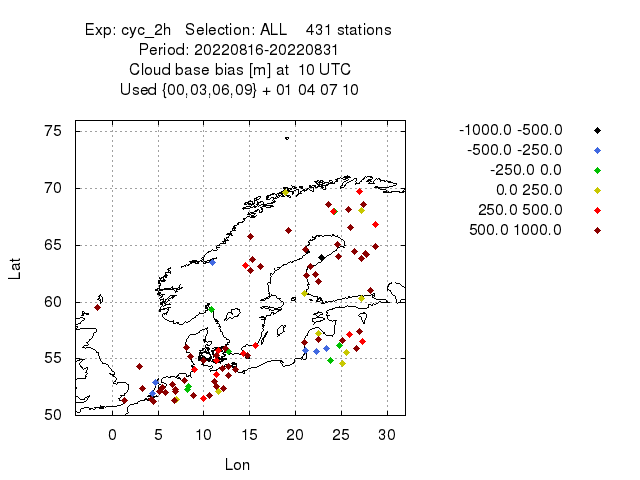 Exp: cyc_2h   Selection: ALL    431 stations
Period: 20220816-20220831
Cloud base bias [m] at  10 UTC
Used {00,03,06,09} + 01 04 07 10
-1000.0 -500.0
-500.0 -250.0
-250.0 0.0
0.0 250.0
250.0 500.0
500.0 1000.0
75
70
65
60
55
50
Lat
0 5 10 15 20 25 30
Lon